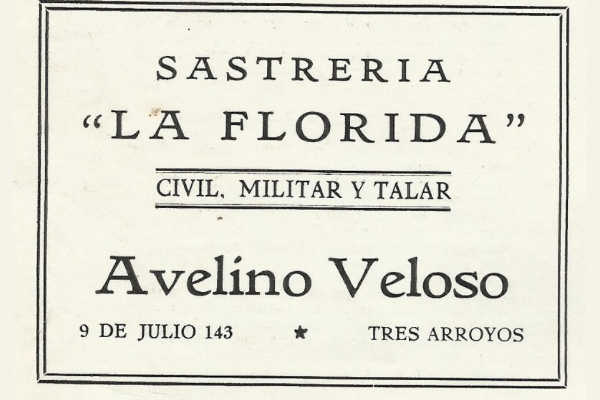 SASTRERIA
"LA FLORIDA"
CIVIL, MILITAR Y TALAR
Avelino Veloso
9 DE JULIO 143 ★ TRES ARROYOS